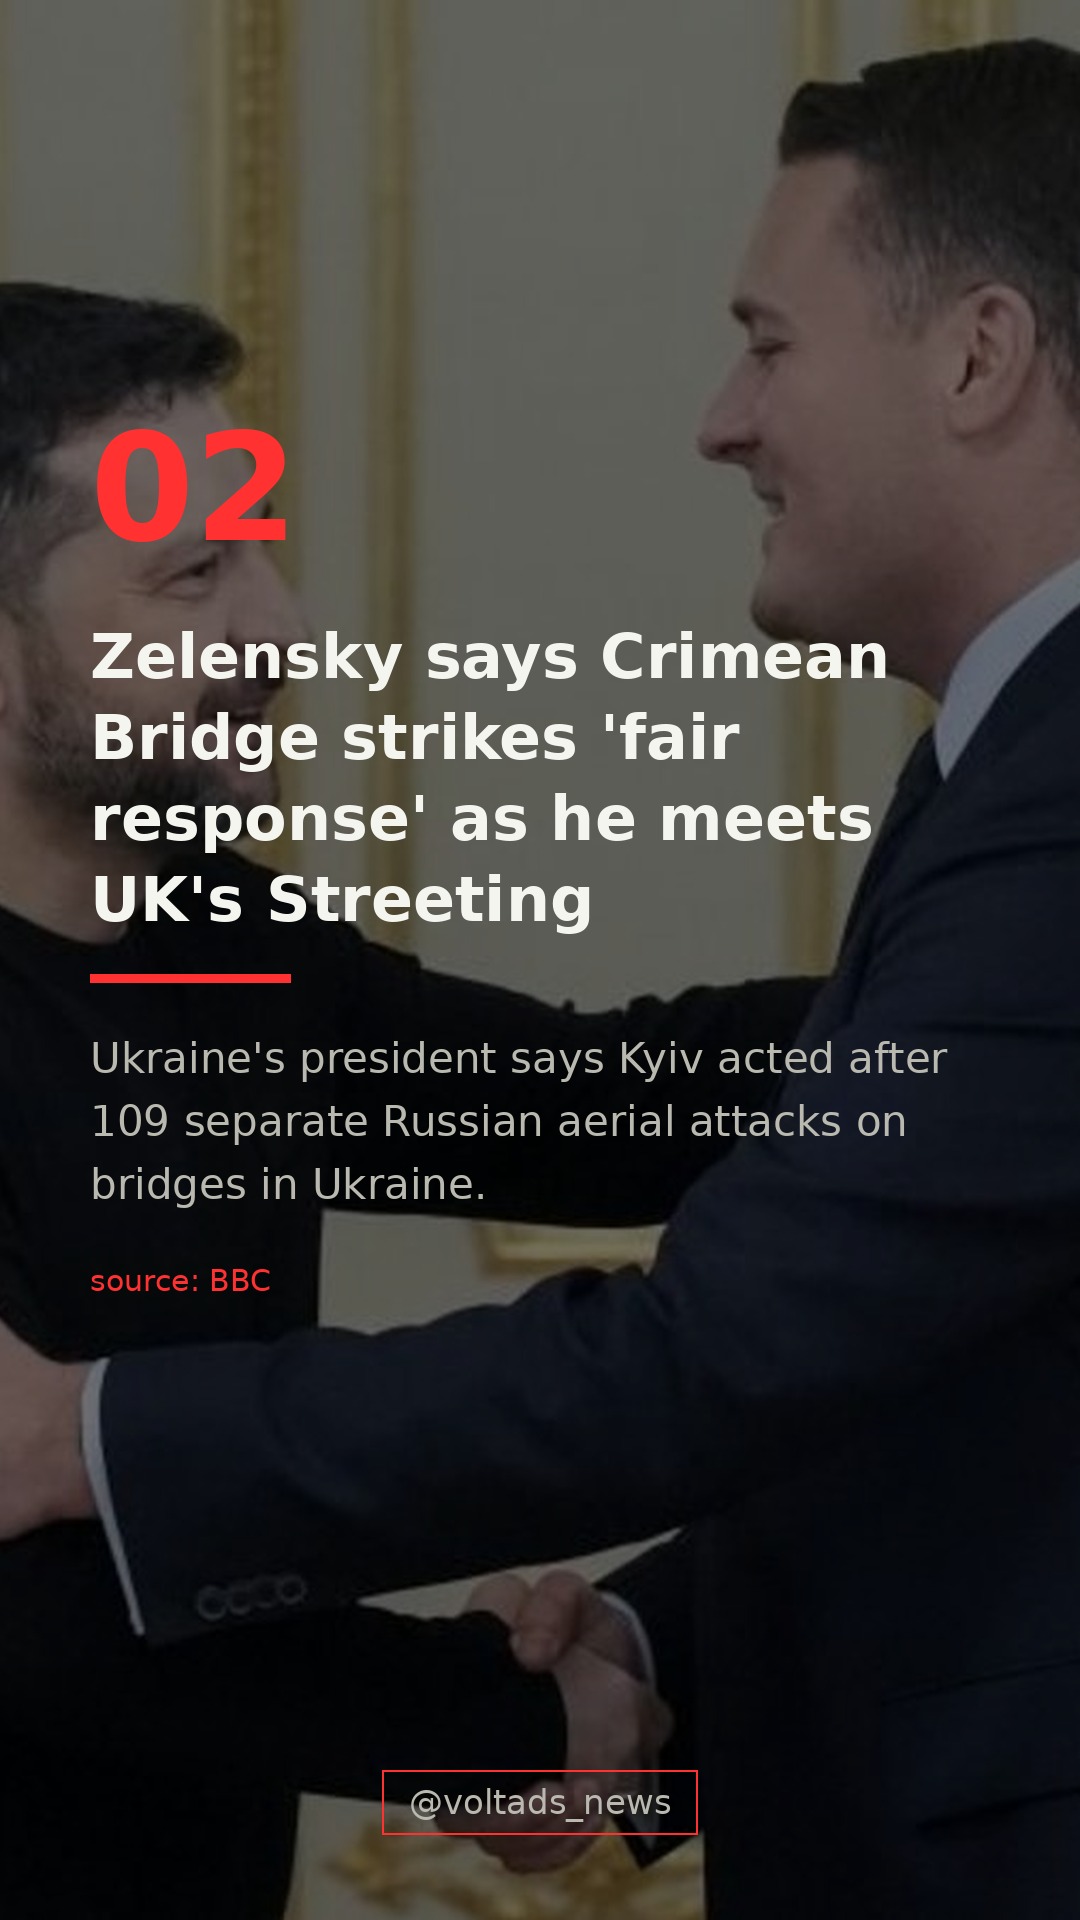 02
Zelensky says Crimean
Bridge strikes 'fair
response' as he meets
UK's Streeting
Ukraine's president says Kyiv acted after
109 separate Russian aerial attacks on
bridges in Ukraine.
source: BBC
@voltads_news